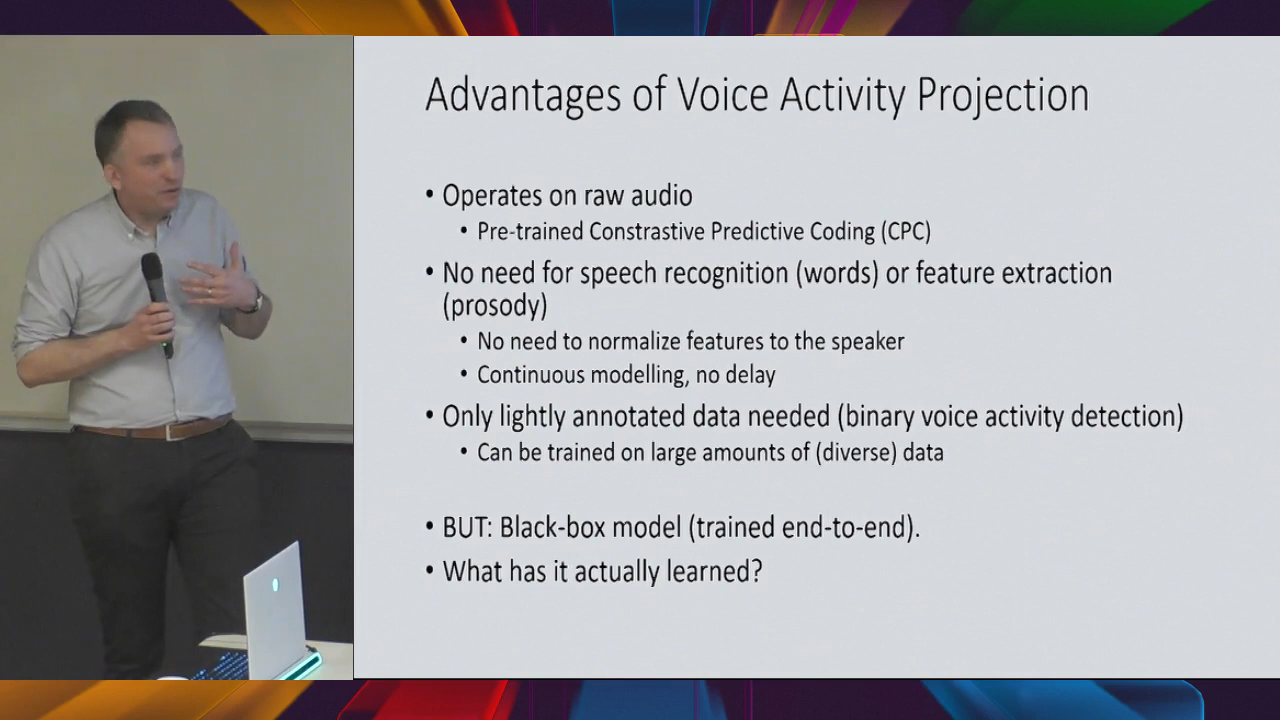 Advantages of Voice Activity Projection
• Operates on raw audio
• Pre-trained Constrastive Predictive Coding (CPC)
• No need for speech recognition (words) or feature extraction
(prosody)
• No need to normalize features to the speaker
• Continuous modelling, no delay
• Only lightly annotated data needed (binary voice activity detection)
• Can be trained on large amounts of (diverse) data
• BUT: Black-box model (trained end-to-end).
• What has it actually learned?